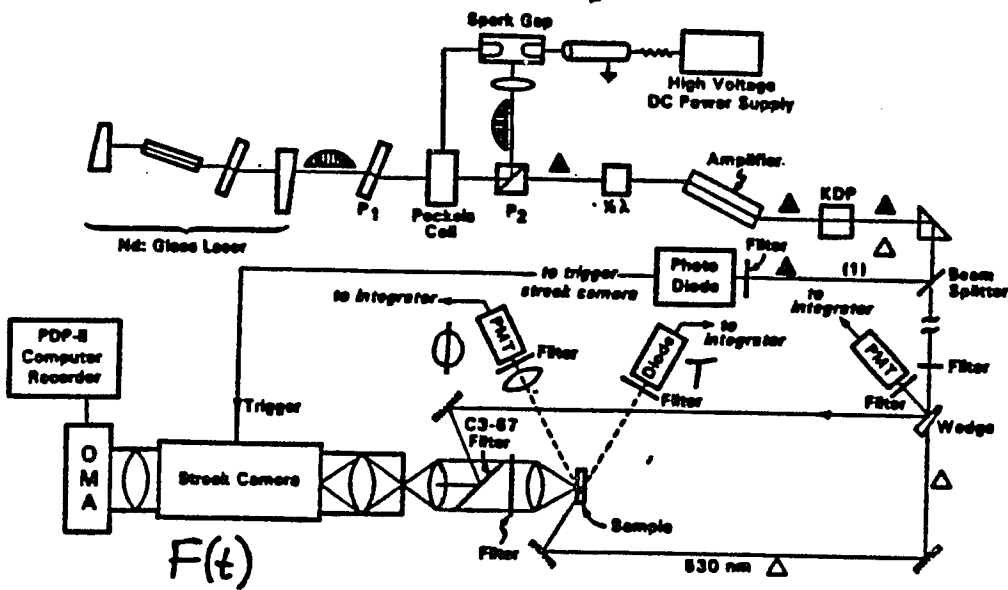 Spark Gap
High Voltage
DC Power Supply
Amplifier
KDP
P1
Pockels
Cell
P2
½λ
Nd: Glass Laser
Filter
Photo
Diode
(1)
Beam
Splitter
to trigger
streak camera
to integrator
PMT
Filter
Φ
Diode
to
integrator
Filter
T
to
integrator
PMT
Filter
Filter
Wedge
PDP-11
Computer
Recorder
Trigger
C3-67
Filter
OMA
Streak Camera
Sample
Filter
530 nm
F(t)